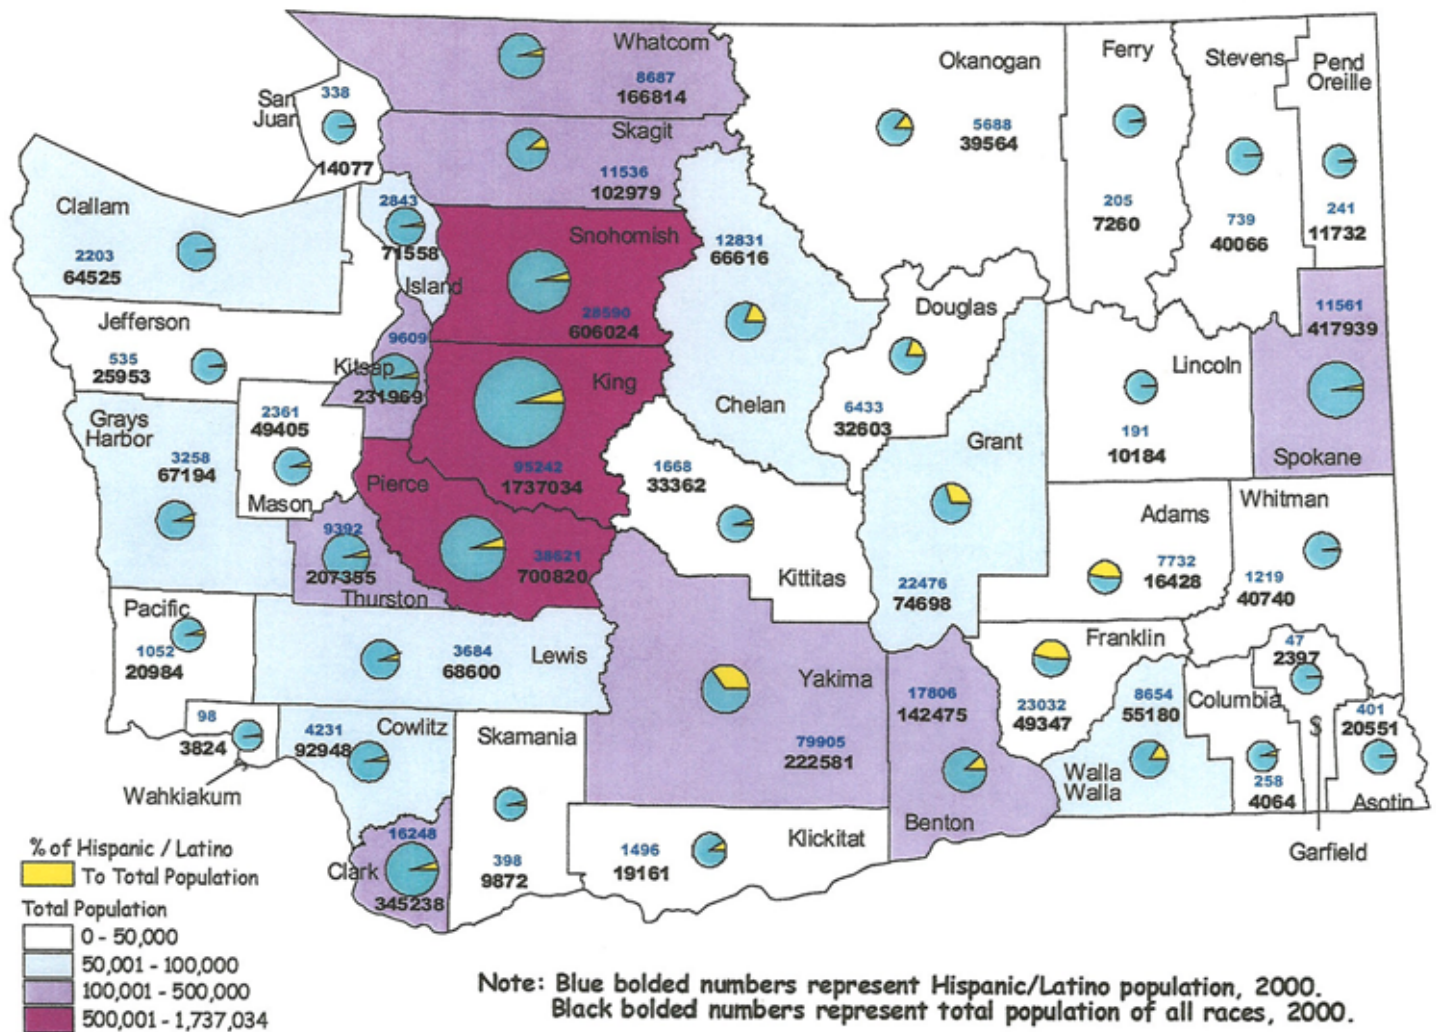 Whatcom
8687
166814
San
Juan
338
14077
Skagit
11536
102979
Okanogan
5688
39564
Ferry
205
7260
Stevens
739
40066
Pend
Oreille
241
11732
Clallam
2203
64525
2843
71558
Island
Snohomish
28590
606024
12831
66616
Chelan
Douglas
6433
32603
11561
417939
Spokane
Jefferson
535
25953
9609
Kitsap
231969
King
95242
1737034
Lincoln
191
10184
Grays
Harbor
3258
67194
2361
49405
Mason
Pierce
38621
700820
1668
33362
Kittitas
Grant
22476
74698
Adams
7732
16428
Whitman
1219
40740
9392
207355
Thurston
Pacific
1052
20984
3684
68600
Lewis
Yakima
79905
222581
17806
142475
Benton
Franklin
23032
49347
8654
55180
Walla
Walla
Columbia
258
4064
47
2397
$
Garfield
401
20551
Asotin
98
3824
Wahkiakum
4231
92948
Cowlitz
Skamania
398
9872
16248
Clark
345238
1496
19161
Klickitat
% of Hispanic / Latino
To Total Population
Total Population
0 - 50,000
50,001 - 100,000
100,001 - 500,000
500,001 - 1,737,034
Note: Blue bolded numbers represent Hispanic/Latino population, 2000.
Black bolded numbers represent total population of all races, 2000.